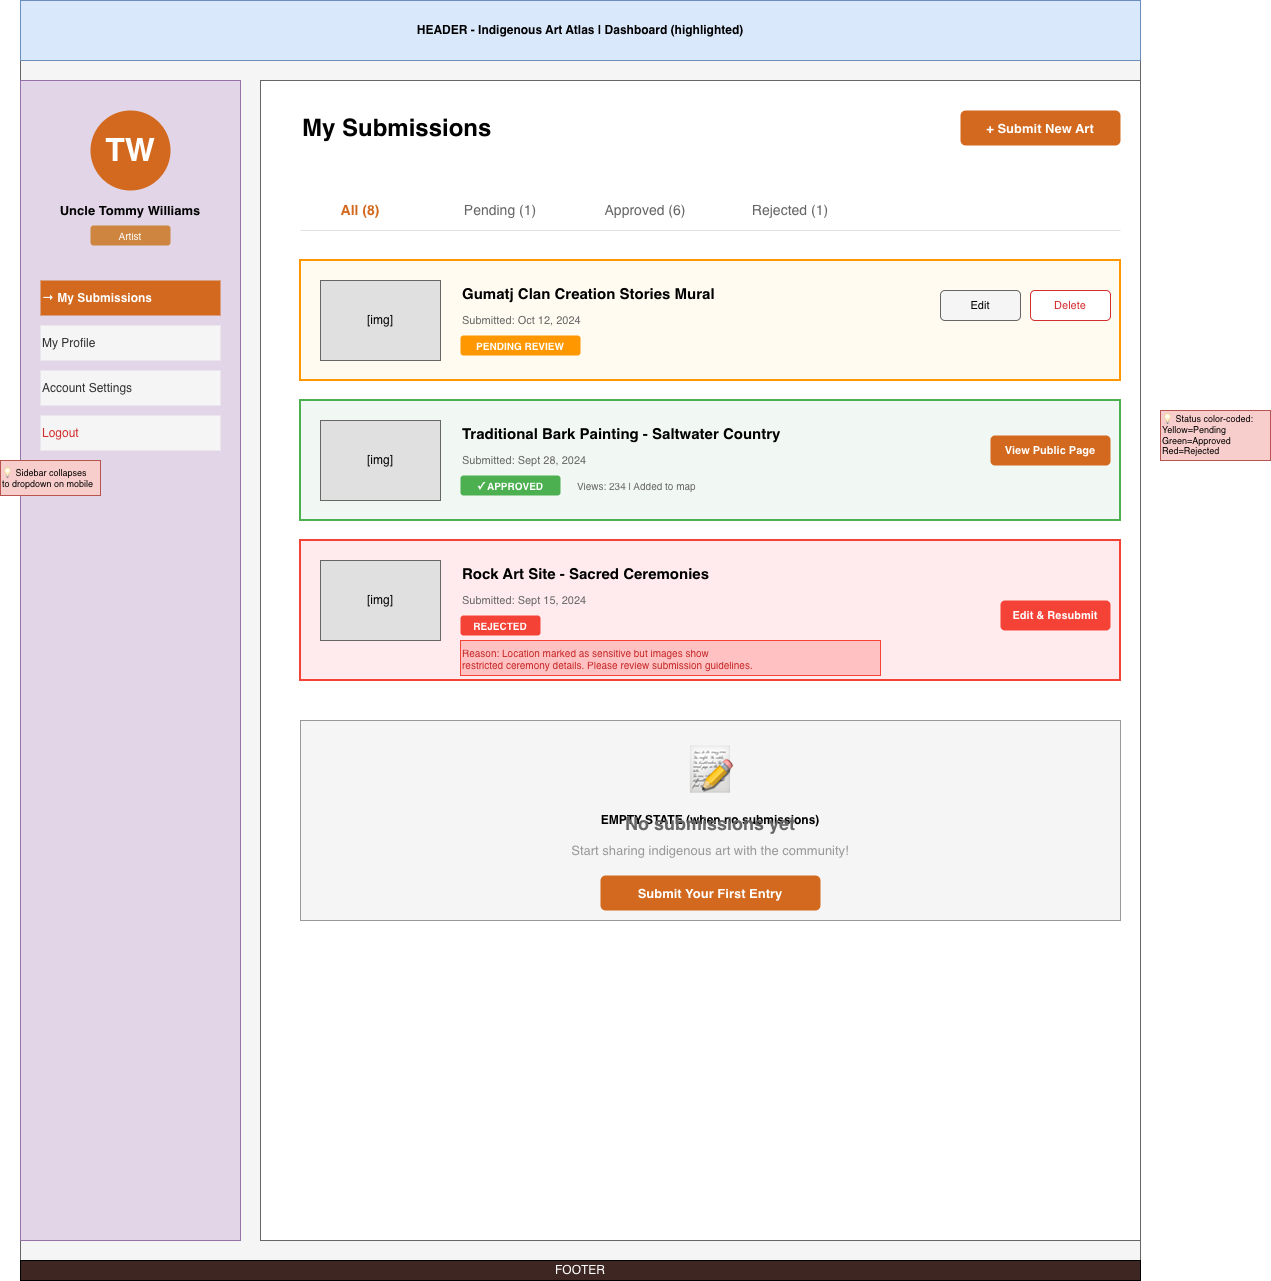 HEADER - Indigenous Art Atlas | Dashboard (highlighted)
TW
Uncle Tommy Williams
Artist
→ My Submissions
My Profile
Account Settings
Logout
💡 Sidebar collapses
to dropdown on mobile
My Submissions
+ Submit New Art
All (8)
Pending (1)
Approved (6)
Rejected (1)
[img]
Gumatj Clan Creation Stories Mural
Submitted: Oct 12, 2024
PENDING REVIEW
Edit
Delete
[img]
Traditional Bark Painting - Saltwater Country
Submitted: Sept 28, 2024
✓ APPROVED
Views: 234 | Added to map
View Public Page
[img]
Rock Art Site - Sacred Ceremonies
Submitted: Sept 15, 2024
REJECTED
Reason: Location marked as sensitive but images show
restricted ceremony details. Please review submission guidelines.
Edit & Resubmit
💡 Status color-coded:
Yellow=Pending
Green=Approved
Red=Rejected
📝
EMPTY STATE (when no submissions)
No submissions yet
Start sharing indigenous art with the community!
Submit Your First Entry
FOOTER